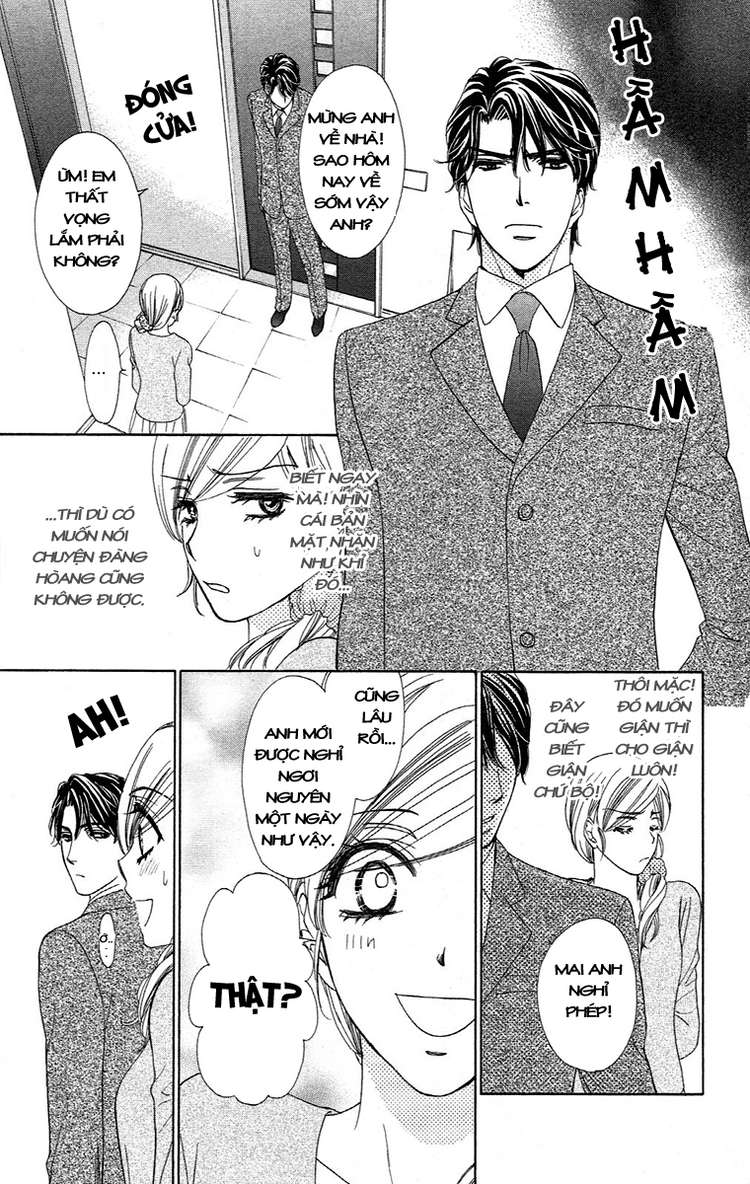 HẦM HẦM
MỪNG ANH
VỀ NHÀ!
SAO HÔM
NAY VỀ
SỚM VẬY
ANH?
ĐÓNG
CỬA!
ỪM! EM
THẤT
VỌNG
LẮM PHẢI
KHÔNG?
...
BIẾT NGAY
MÀ! NHÌN
CÁI BẢN
MẶT NHĂN
NHƯ KHỈ
ĐÓ...
...THÌ DÙ CÓ
MUỐN NÓI
CHUYỆN ĐÀNG
HÒANG CŨNG
KHÔNG ĐƯỢC.
THÔI MẶC!
ĐÓ MUỐN
GIẬN THÌ
CHO GIẬN
LUÔN!
ĐÂY
CŨNG
BIẾT
GIẬN
CHỨ BỘ!
MAI ANH
NGHỈ
PHÉP!
CŨNG
LÂU
RỒI...
ANH MỚI
ĐƯỢC NGHỈ
NGƠI
NGUYÊN
MỘT NGÀY
NHƯ VẬY.
THẬT?
AH!
Ơ...